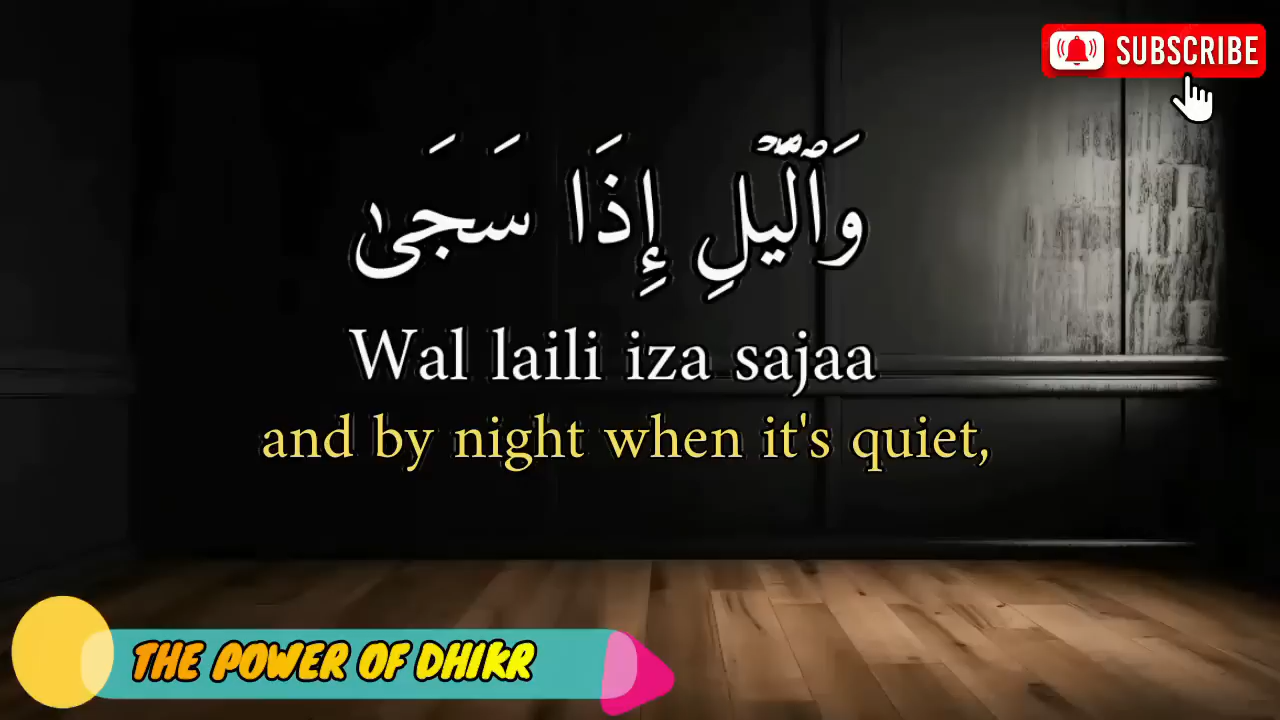 SUBSCRIBE
وَٱلَّيۡلِ إِذَا سَجَىٰ
Wal laili iza sajaa
and by night when it's quiet,
THE POWER OF DHIKR